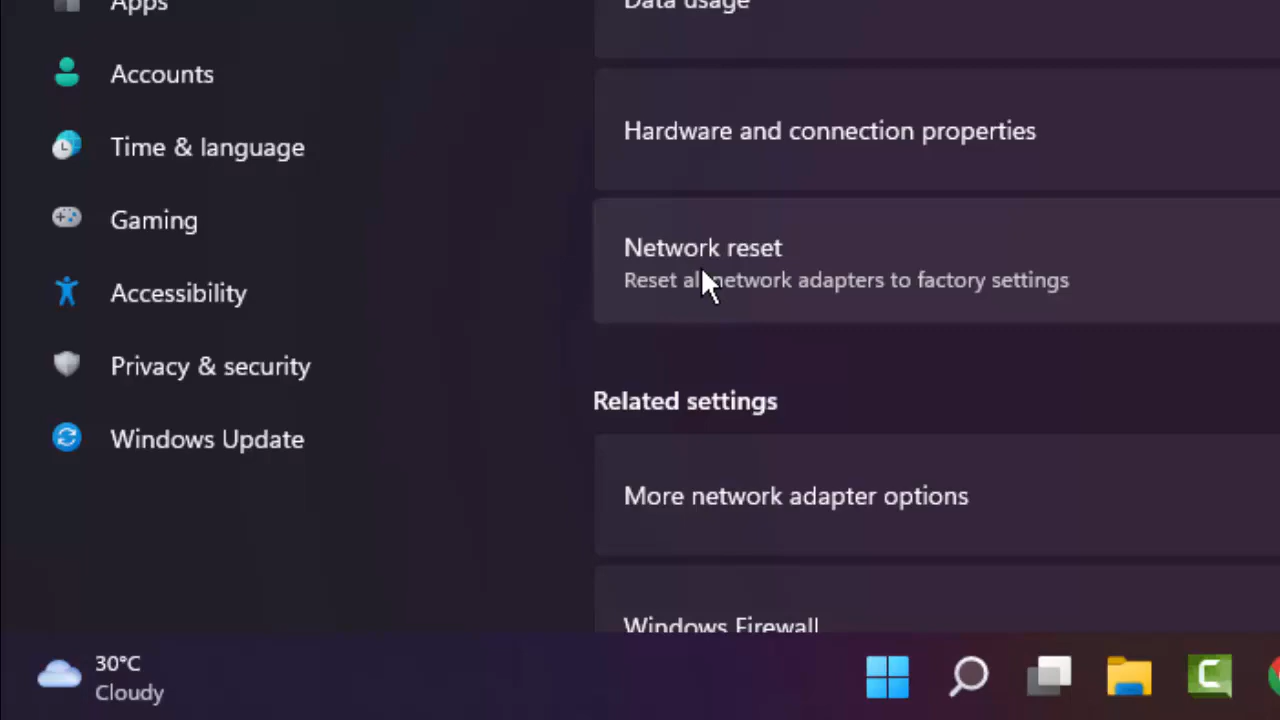 Apps
Accounts
Time & language
Gaming
Accessibility
Privacy & security
Windows Update
Data usage
Hardware and connection properties
Network reset
Reset all network adapters to factory settings
Related settings
More network adapter options
Windows Firewall
30°C
Cloudy